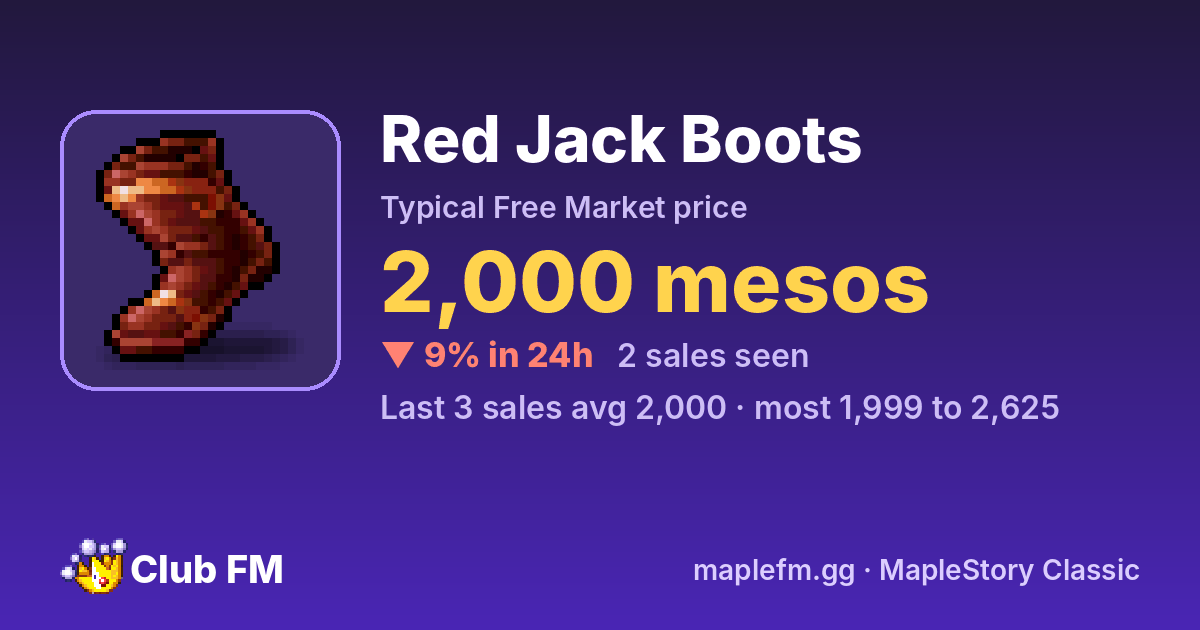 Red Jack Boots
Typical Free Market price
2,000 mesos
▼ 9% in 24h 2 sales seen
Last 3 sales avg 2,000 · most 1,999 to 2,625
Club FM
maplefm.gg · MapleStory Classic